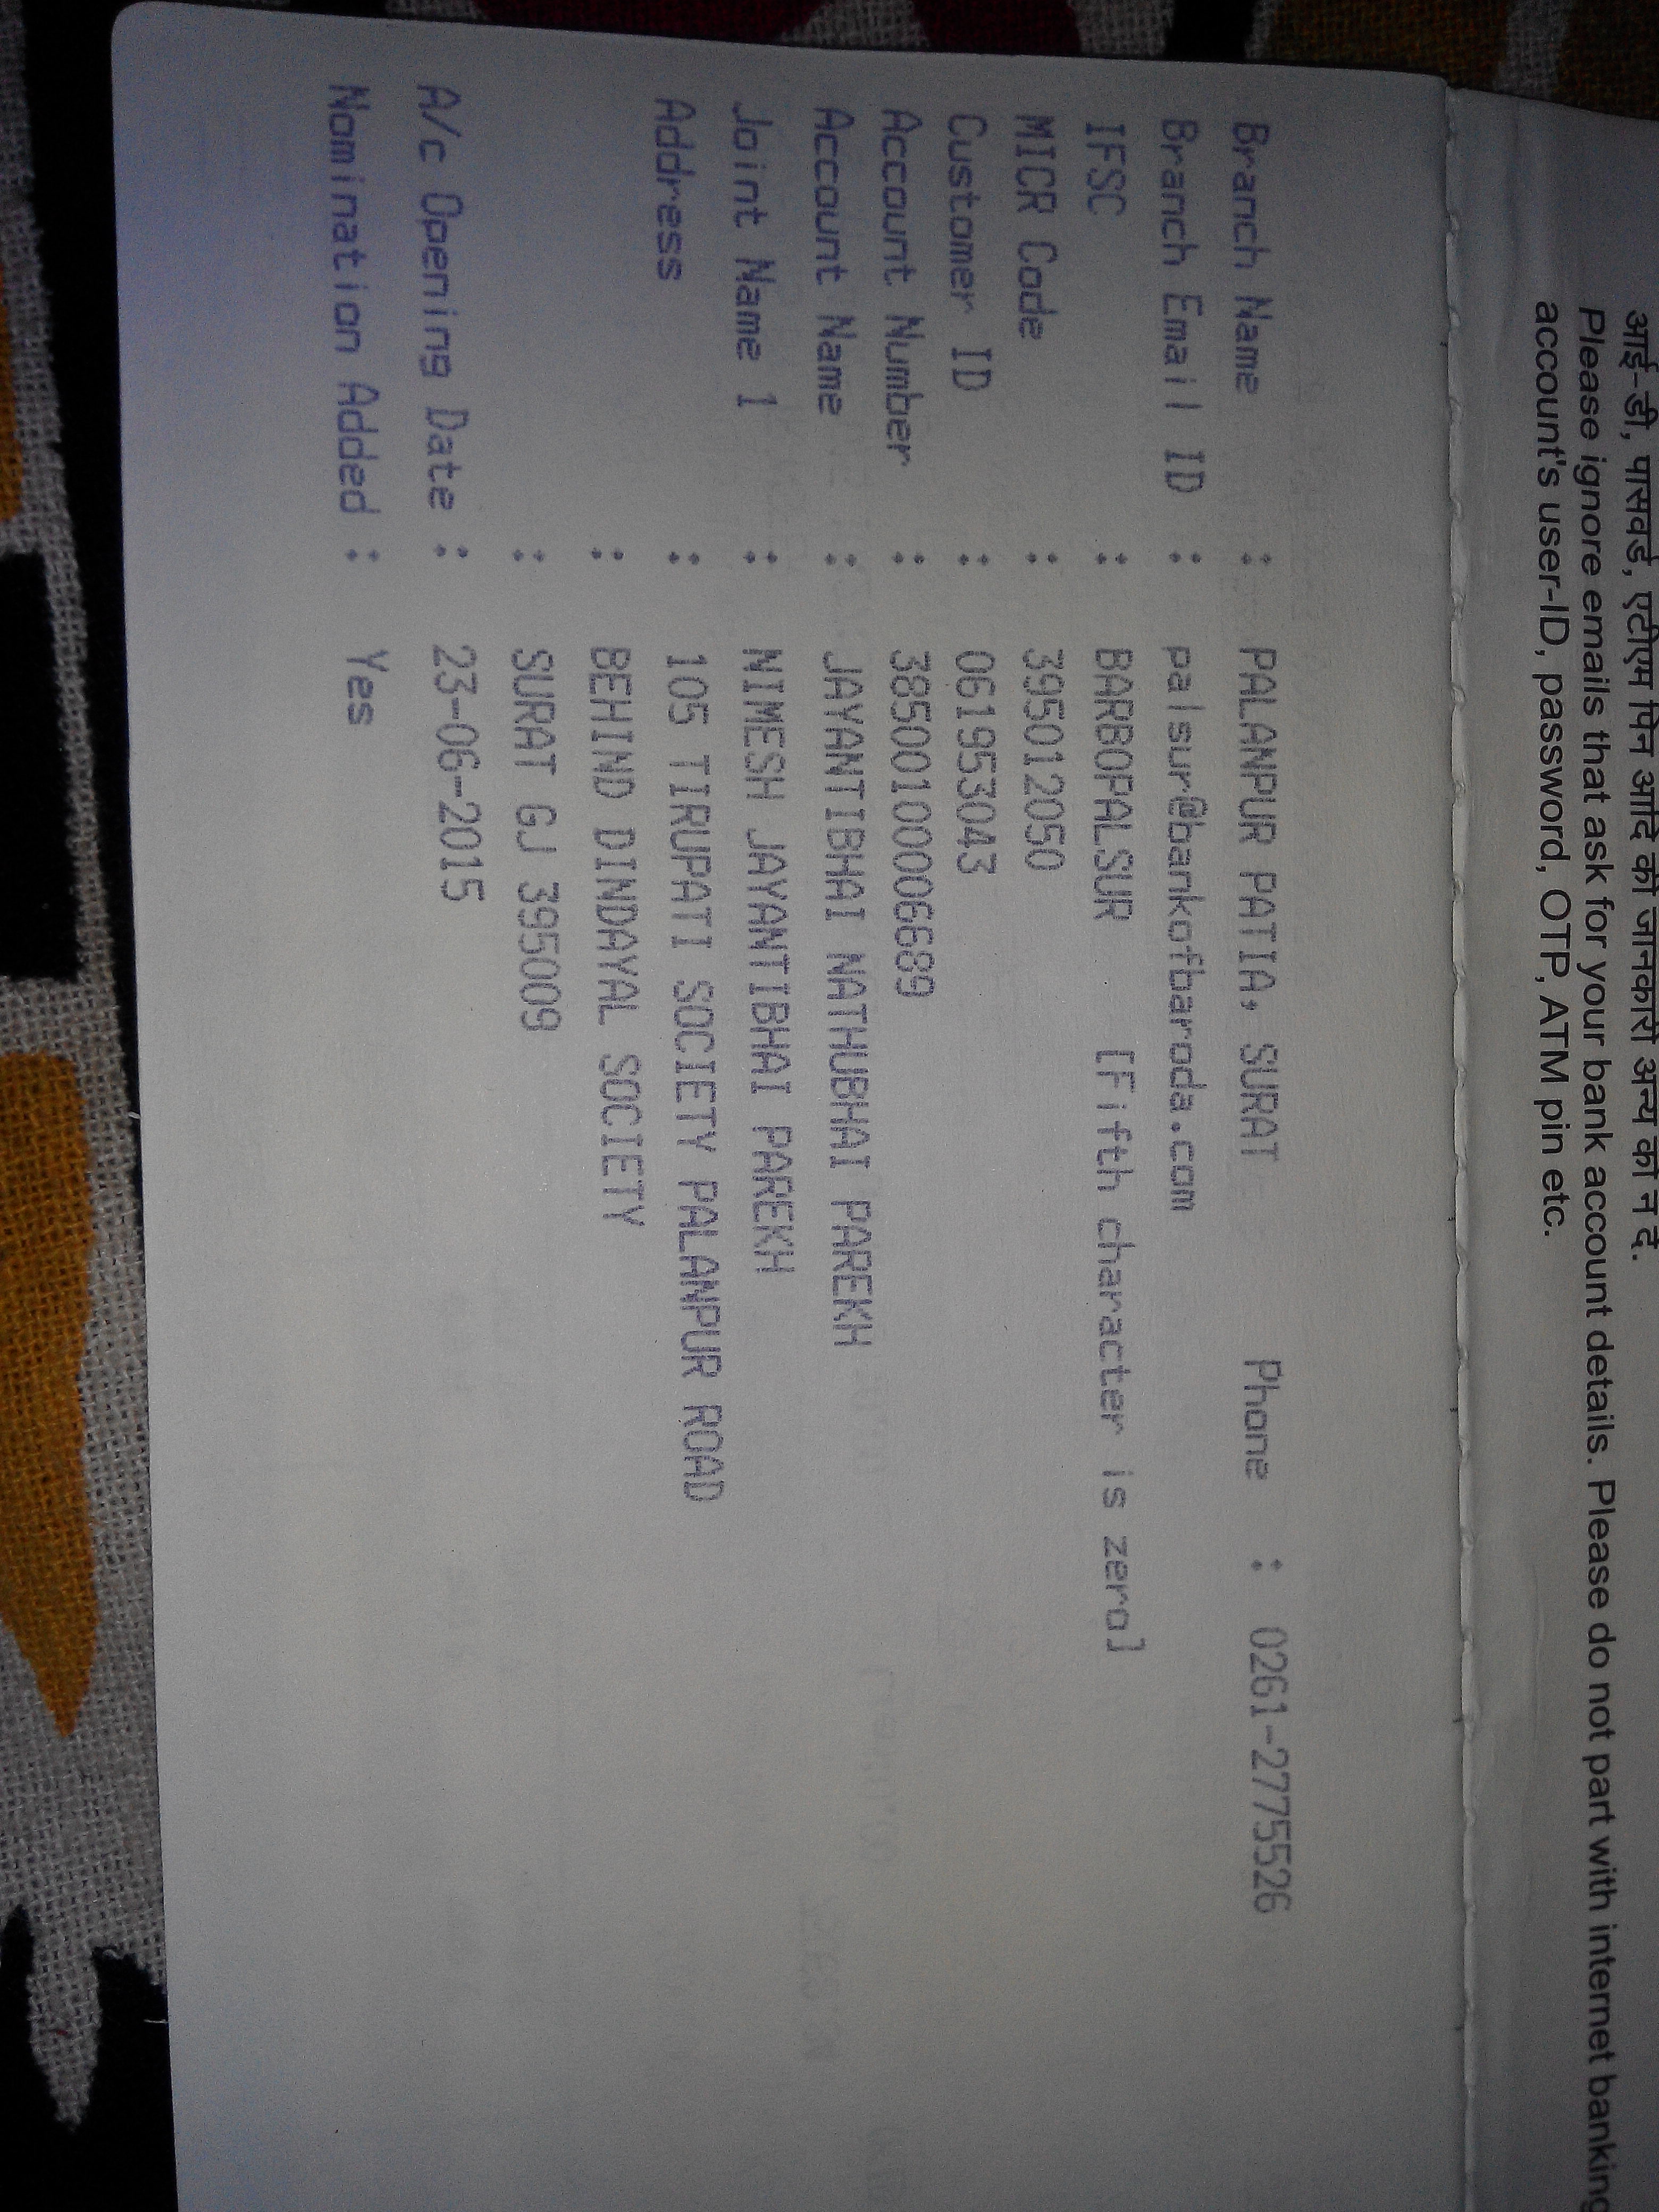 आई-डी, पासवर्ड, एटीएम पिन आदि की जानकारी अन्य को न दें.
Please ignore emails that ask for your bank account details. Please do not part with internet banking
account's user-ID, password, OTP, ATM pin etc.
Branch Name : PALANPUR PATIA, SURAT Phone : 0261-2775526
Branch Email ID : palsur@bankofbaroda.com
IFSC : BARB0PALSUR [Fifth character is zero]
MICR Code : 395012050
Customer ID : 061953043
Account Number : 38500100006689
Account Name : JAYANTIBHAI NATHUBHAI PAREKH
Joint Name 1 : NIMESH JAYANTIBHAI PAREKH
Address : 105 TIRUPATI SOCIETY PALANPUR ROAD
: BEHIND DINDAYAL SOCIETY
: SURAT GJ 395009
A/c Opening Date : 23-06-2015
Nomination Added : Yes